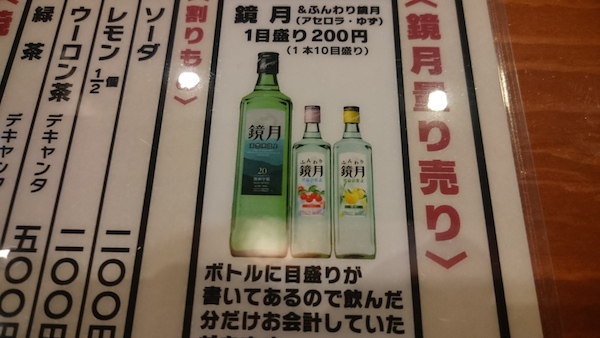 〈鏡月量り売り〉
鏡月
&ふんわり鏡月
(アセロラ・ゆず)
1目盛り200円
(1本10目盛り)
鏡月
20
ふんわり
鏡月
ふんわり
鏡月
ボトルに目盛りが
書いてあるので飲んだ
分だけお会計していた
〈割りもの〉
ソーダ
レモン1/2個 二〇〇円
ウーロン茶 デキャンタ 二〇〇円
緑茶 デキャンタ 五〇〇円